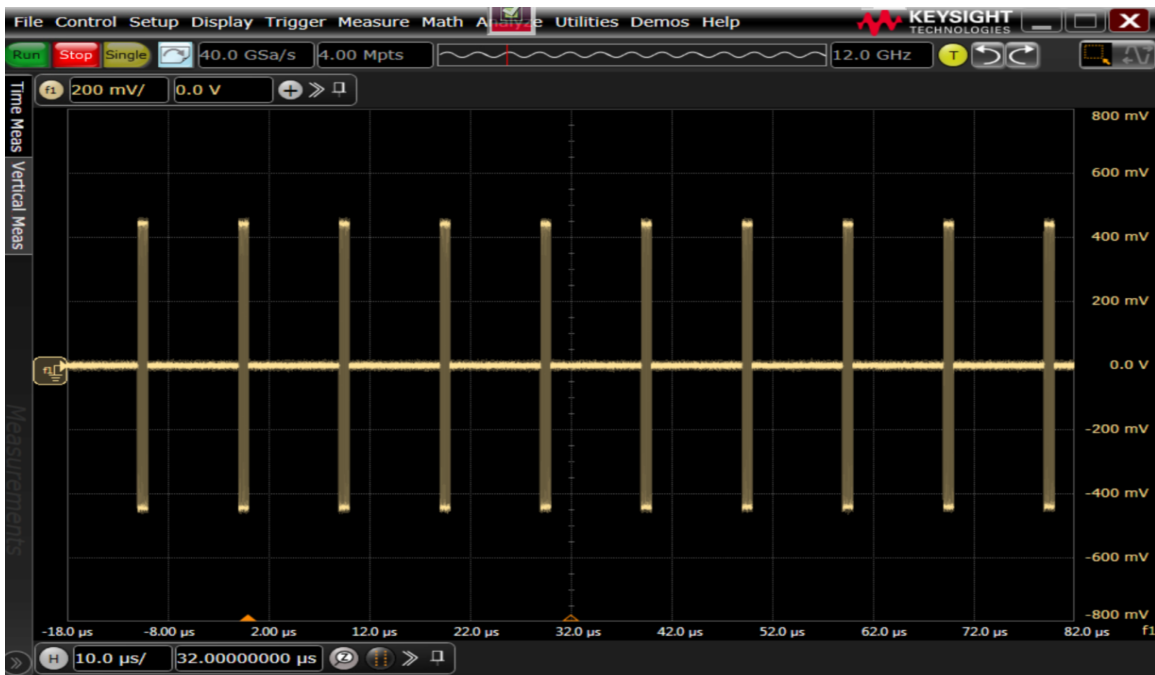 File Control Setup Display Trigger Measure Math Analyze Utilities Demos Help
KEYSIGHT
TECHNOLOGIES
Run Stop Single 40.0 GSa/s 4.00 Mpts 12.0 GHz T
f1 200 mV/ 0.0 V
Time Meas
Vertical Meas
Measurements
800 mV
600 mV
400 mV
200 mV
0.0 V
-200 mV
-400 mV
-600 mV
-800 mV
f1
-18.0 µs -8.00 µs 2.00 µs 12.0 µs 22.0 µs 32.0 µs 42.0 µs 52.0 µs 62.0 µs 72.0 µs 82.0 µs f1
H 10.0 µs/ 32.00000000 µs Z